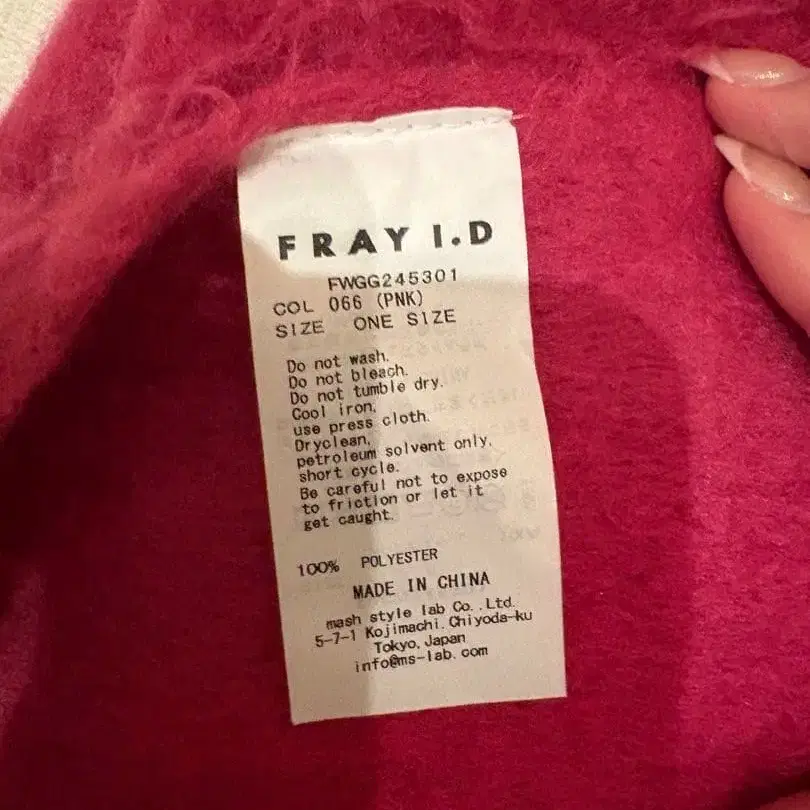 FRAY I.D
FWGG245301
COL 066 (PNK)
SIZE ONE SIZE
Do not wash.
Do not bleach.
Do not tumble dry.
Cool iron;
use press cloth.
Dryclean,
petroleum solvent only,
short cycle.
Be careful not to expose
to friction or let it
get caught.
100% POLYESTER
MADE IN CHINA
mash style lab Co.,Ltd.
5-7-1 Kojimachi,Chiyoda-ku
Tokyo,Japan
info@ms-lab.com